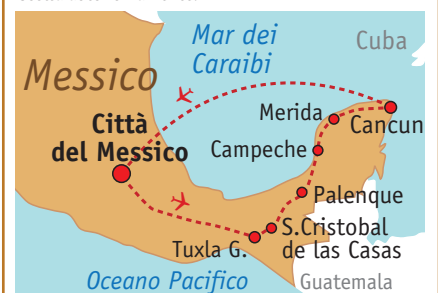 Mar dei
Caraibi
Cuba
Messico
Merida
Cancun
Città
del Messico
Campeche
Palenque
S.Cristobal
de las Casas
Tuxla G.
Oceano Pacifico
Guatemala